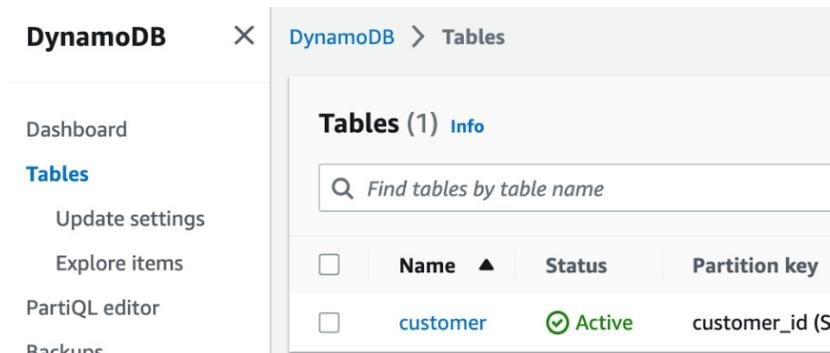 DynamoDB
Dashboard
Tables
Update settings
Explore items
PartiQL editor
Backups
DynamoDB > Tables
Tables (1) Info
Find tables by table name
Name Status Partition key
customer Active customer_id (S